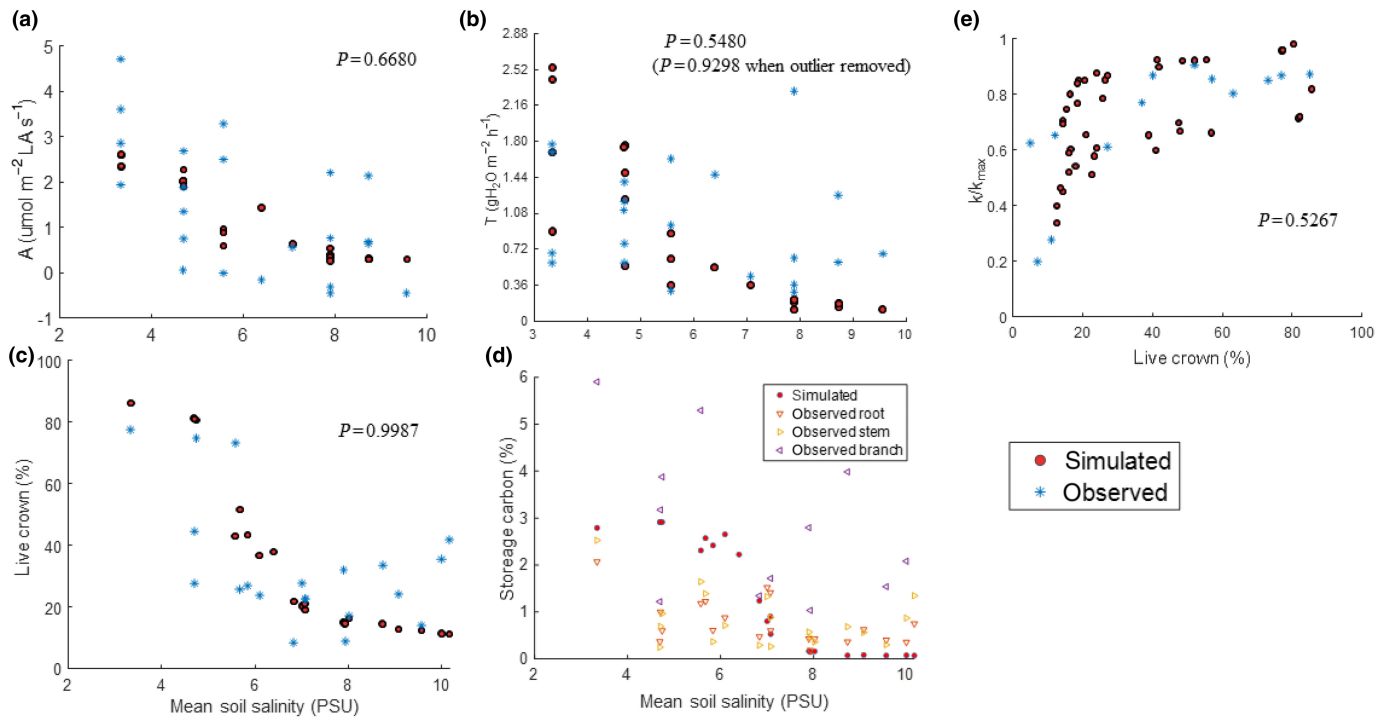 (a)
P=0.6680
A (umol m⁻² LA s⁻¹)
5
4
3
2
1
0
-1
2
4
6
8
10
(b)
P=0.5480
(P=0.9298 when outlier removed)
T (gH₂O m⁻² h⁻¹)
2.88
2.52
2.16
1.80
1.44
1.08
0.72
0.36
0
3
4
5
6
7
8
9
10
(e)
P=0.5267
k/kmax
1
0.8
0.6
0.4
0.2
0
0
20
40
60
80
100
Live crown (%)
(c)
P=0.9987
Live crown (%)
100
80
60
40
20
0
2
4
6
8
10
Mean soil salinity (PSU)
(d)
Storeage carbon (%)
6
5
4
3
2
1
0
2
4
6
8
10
Mean soil salinity (PSU)
Simulated
Observed root
Observed stem
Observed branch
Simulated
Observed